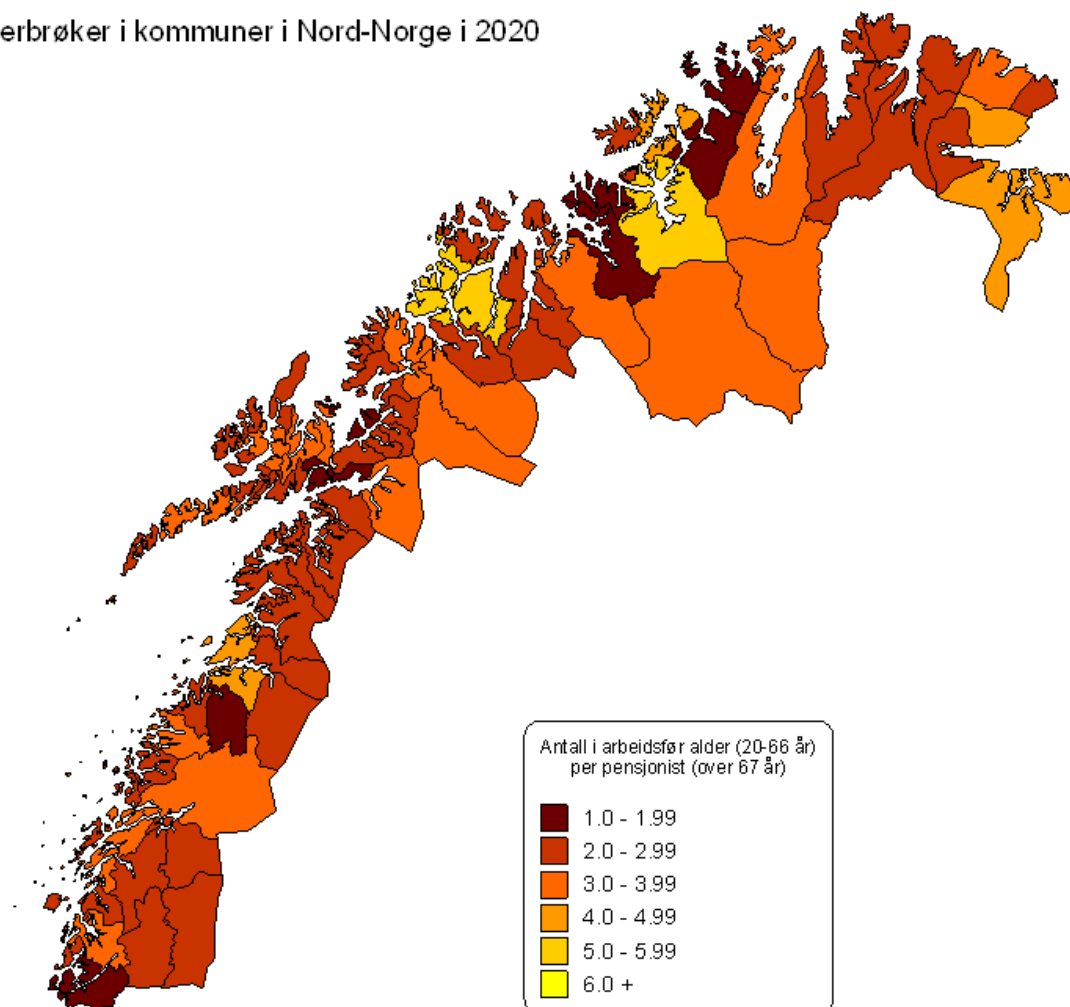 erbrøker i kommuner i Nord-Norge i 2020
Antall i arbeidsfør alder (20-66 år)
per pensjonist (over 67 år)
1.0 - 1.99
2.0 - 2.99
3.0 - 3.99
4.0 - 4.99
5.0 - 5.99
6.0 +